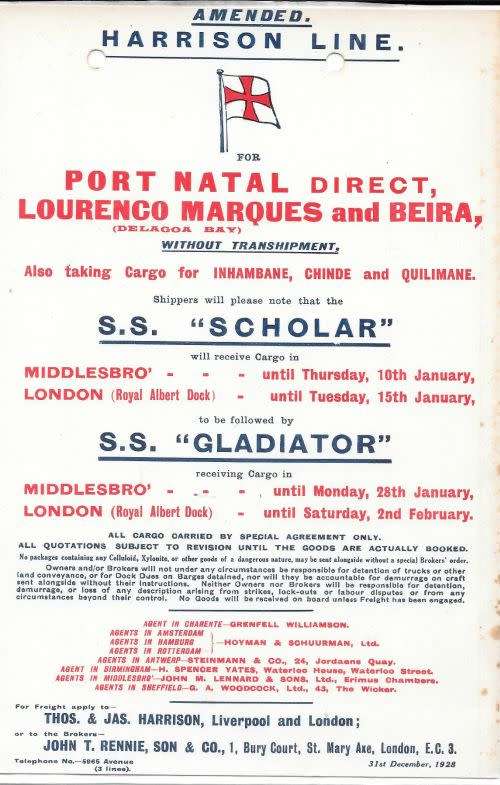 AMENDED.
HARRISON LINE.
FOR
PORT NATAL DIRECT,
LOURENCO MARQUES and BEIRA,
(DELAGOA BAY)
WITHOUT TRANSHIPMENT.
Also taking Cargo for INHAMBANE, CHINDE and QUILIMANE.
Shippers will please note that the
S.S. "SCHOLAR"
will receive Cargo in
MIDDLESBRO' - - - until Thursday, 10th January,
LONDON (Royal Albert Dock) - until Tuesday, 15th January,
to be followed by
S.S. "GLADIATOR"
receiving Cargo in
MIDDLESBRO' - - - until Monday, 28th January,
LONDON (Royal Albert Dock) - until Saturday, 2nd February.
ALL CARGO CARRIED BY SPECIAL AGREEMENT ONLY.
ALL QUOTATIONS SUBJECT TO REVISION UNTIL THE GOODS ARE ACTUALLY BOOKED.
No packages containing any Celluloid, Xylonite, or other goods of a dangerous nature, may be sent alongside without a special Brokers' order.
Owners and/or Brokers will not under any circumstances be responsible for detention of trucks or other
land conveyance, or for Dock Dues on Barges detained, nor will they be accountable for demurrage on craft
sent alongside without their instructions. Neither Owners nor Brokers will be responsible for detention,
demurrage, or loss of any description arising from strikes, lock-outs or labour disputes or from any
circumstances beyond their control. No Goods will be received on board unless Freight has been engaged.
AGENT IN CHARENTE—GRENFELL WILLIAMSON.
AGENTS IN AMSTERDAM
AGENTS IN HAMBURG
AGENTS IN ROTTERDAM
HOYMAN & SCHUURMAN, Ltd.
AGENTS IN ANTWERP—STEINMANN & CO., 24, Jordaens Quay.
AGENT IN BIRMINGHAM—H. SPENCER YATES, Waterloo House, Waterloo Street.
AGENTS IN MIDDLESBRO'—JOHN M. LENNARD & SONS, Ltd., Erimus Chambers.
AGENTS IN SHEFFIELD—G. A. WOODCOCK, Ltd., 43, The Wicker.
For Freight apply to—
THOS. & JAS. HARRISON, Liverpool and London;
or to the Brokers—
JOHN T. RENNIE, SON & CO., 1, Bury Court, St. Mary Axe, London, E.C. 3.
Telephone No.—5865 Avenue
(3 lines).
31st December, 1928